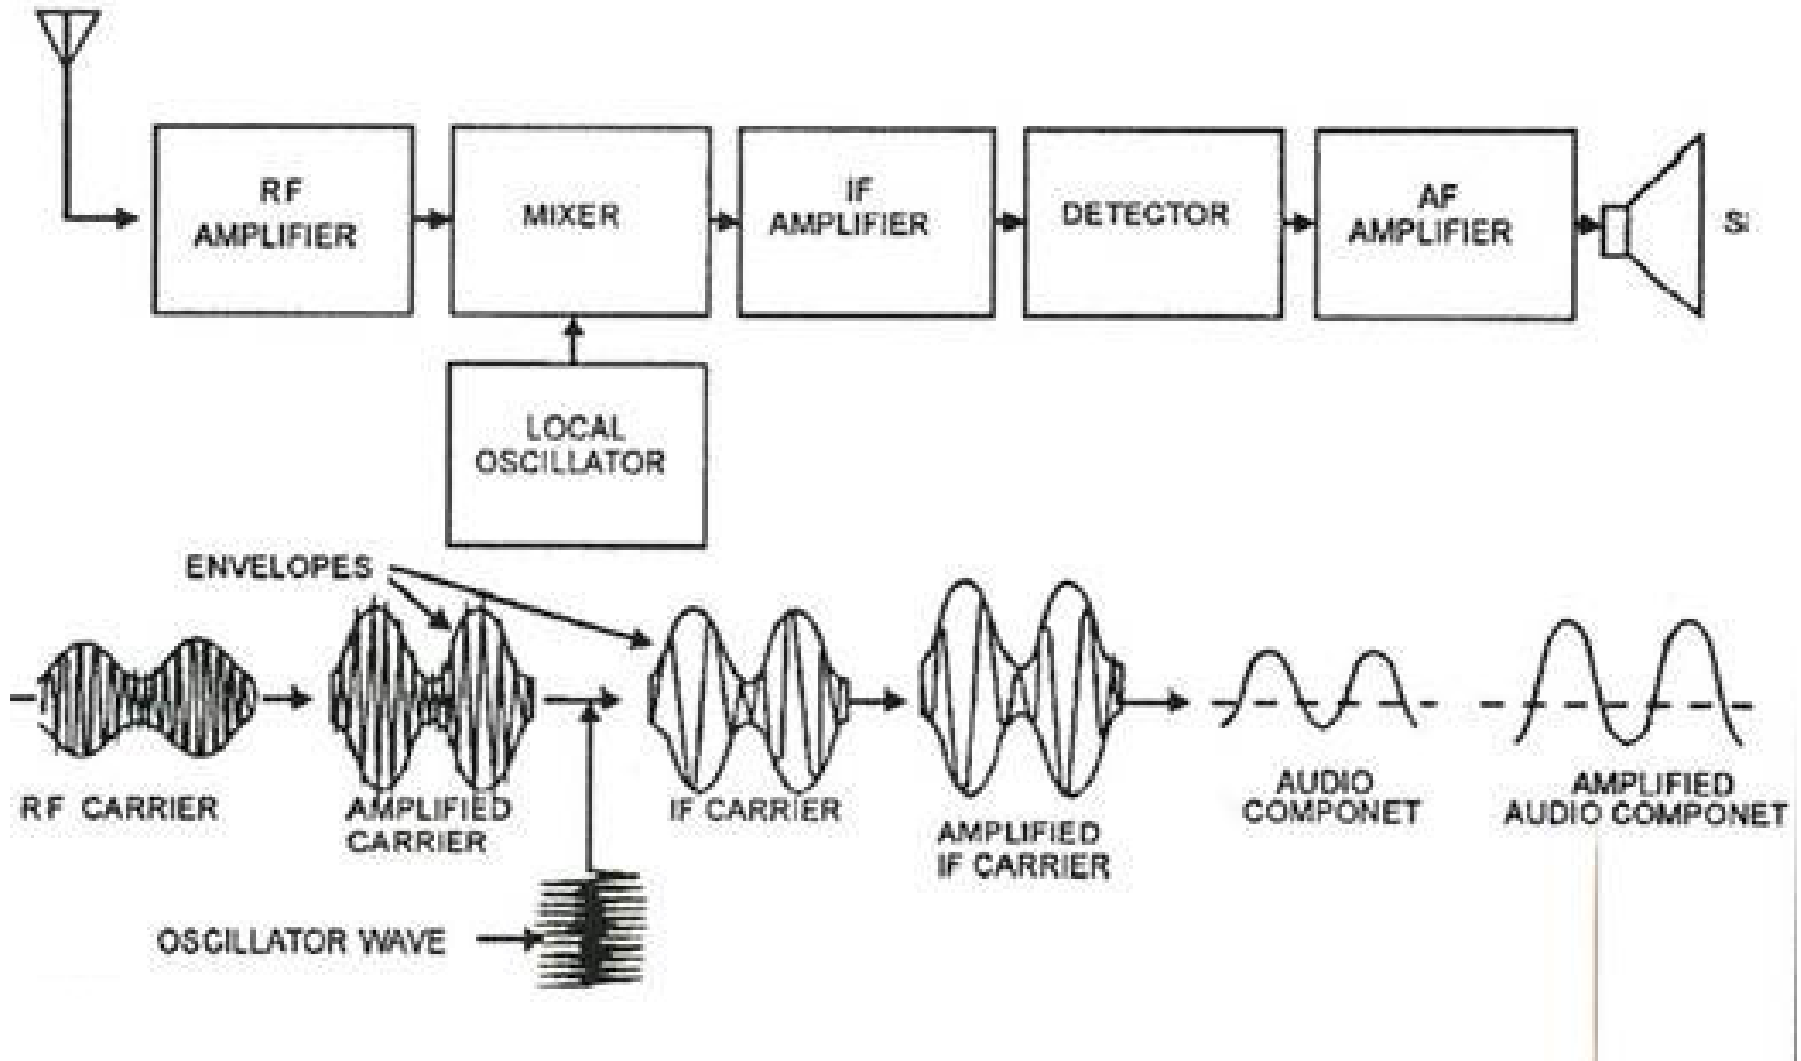 RF
AMPLIFIER
MIXER
IF
AMPLIFIER
DETECTOR
AF
AMPLIFIER
LOCAL
OSCILLATOR
ENVELOPES
RF CARRIER
AMPLIFIED
CARRIER
IF CARRIER
AMPLIFIED
IF CARRIER
AUDIO
COMPONET
AMPLIFIED
AUDIO COMPONET
OSCILLATOR WAVE